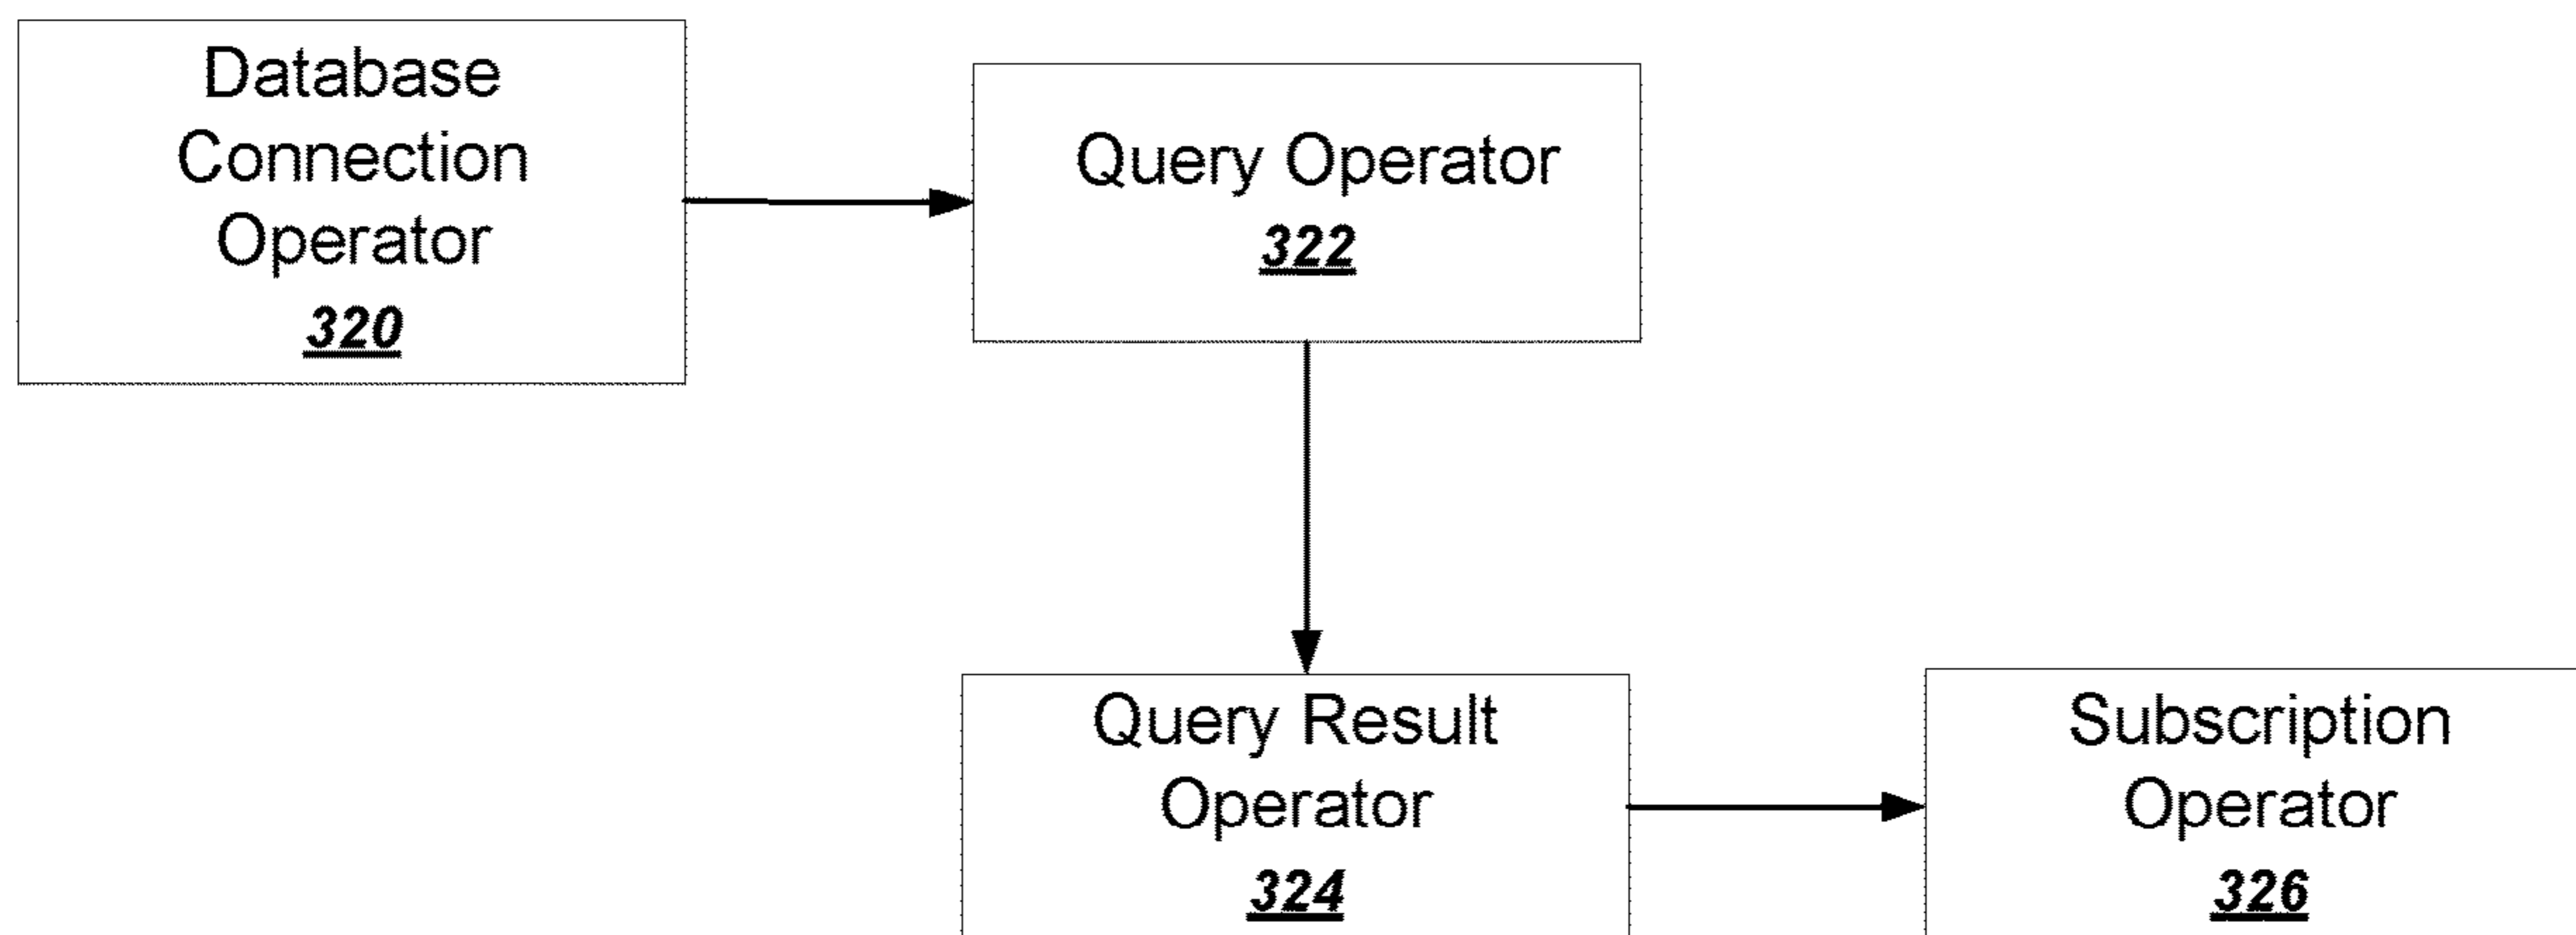 Database
Connection
Operator
320
Query Operator
322
Query Result
Operator
324
Subscription
Operator
326